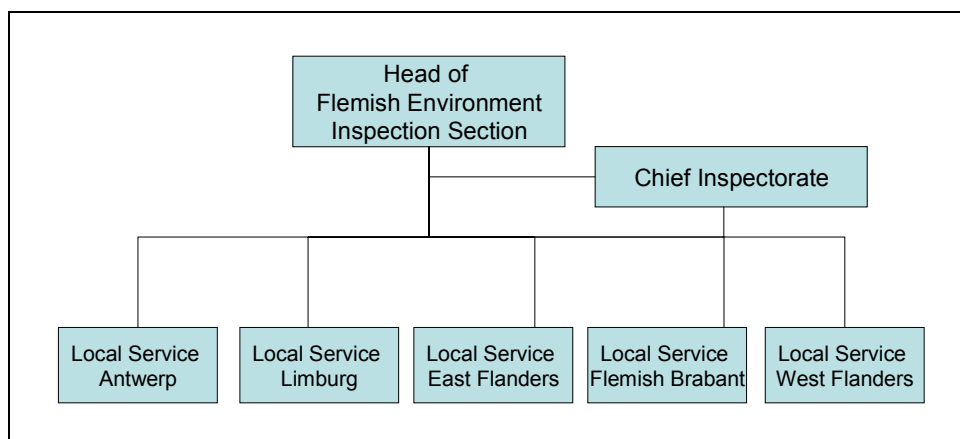 Head of
Flemish Environment
Inspection Section
Chief Inspectorate
Local Service
Antwerp
Local Service
Limburg
Local Service
East Flanders
Local Service
Flemish Brabant
Local Service
West Flanders